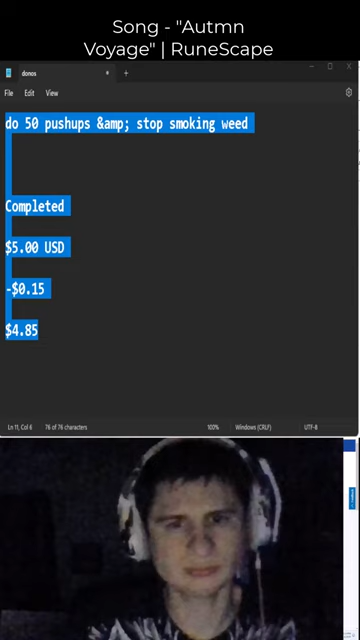 Song - "Autmn
Voyage" | RuneScape
donos
File Edit View
do 50 pushups &amp; stop smoking weed
Completed
$5.00 USD
-$0.15
$4.85
Ln 11, Col 6 76 of 76 characters 100% Windows (CRLF) UTF-8